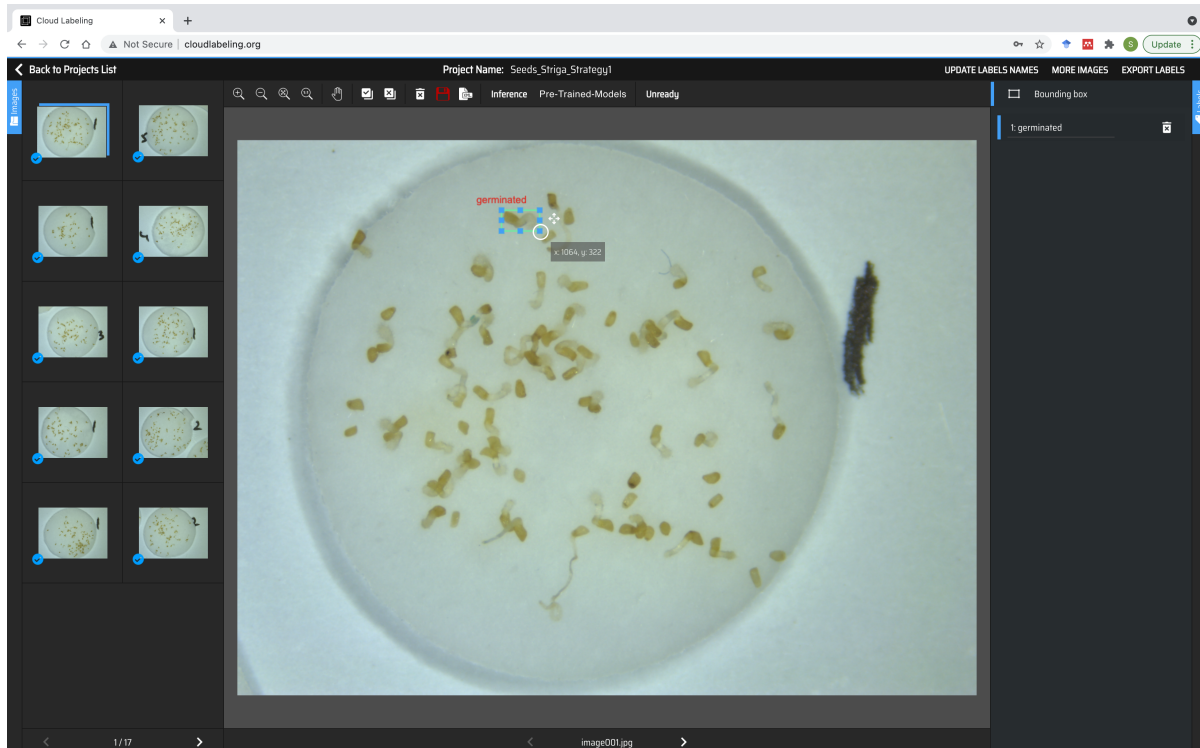 Cloud Labeling
Not Secure | cloudlabeling.org
S
Update
Back to Projects List
Project Name: Seeds_Striga_Strategy1
UPDATE LABELS NAMES MORE IMAGES EXPORT LABELS
Images
Inference Pre-Trained-Models Unready
Bounding box
1: germinated
germinated
x: 1064, y: 322
1 / 17
image001.jpg